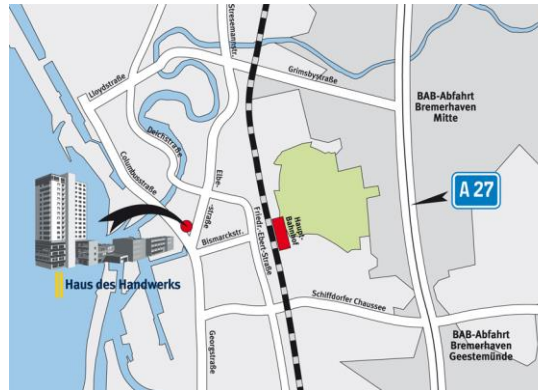 Stresemannstr.
Grimsbystraße
Lloydstraße
BAB-Abfahrt
Bremerhaven
Mitte
Deichstraße
Columbusstraße
Elbe-
straße
A 27
Haupt-
Bahnhof
Friedr.-Ebert-Straße
Bismarckstr.
Haus des Handwerks
Schiffdorfer Chaussee
Georgstraße
BAB-Abfahrt
Bremerhaven
Geestemünde